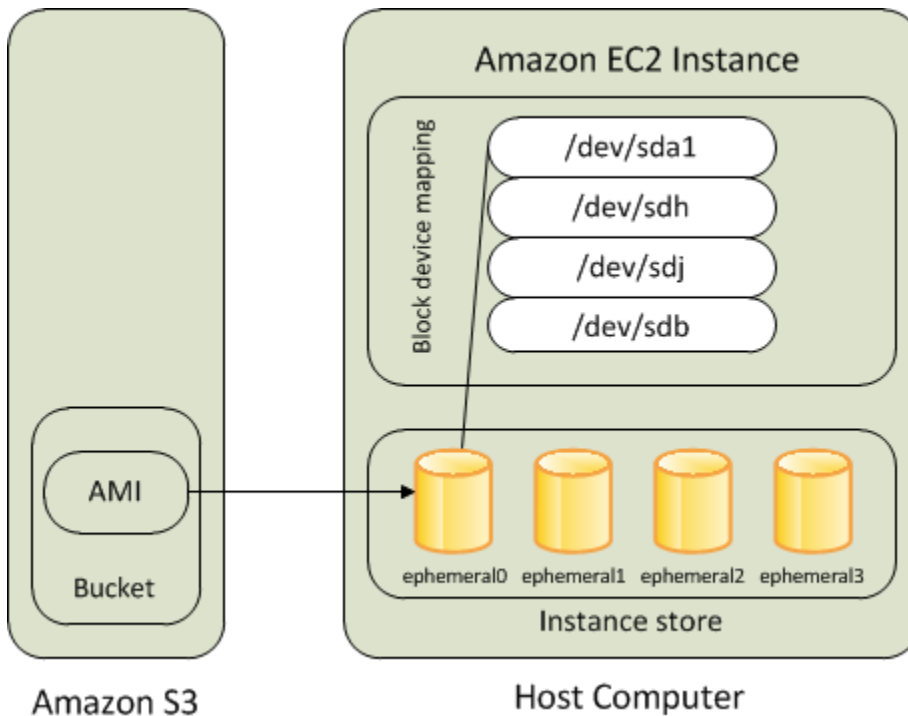 Amazon EC2 Instance
Block device mapping
/dev/sda1
/dev/sdh
/dev/sdj
/dev/sdb
AMI
Bucket
ephemeral0 ephemeral1 ephemeral2 ephemeral3
Instance store
Amazon S3
Host Computer